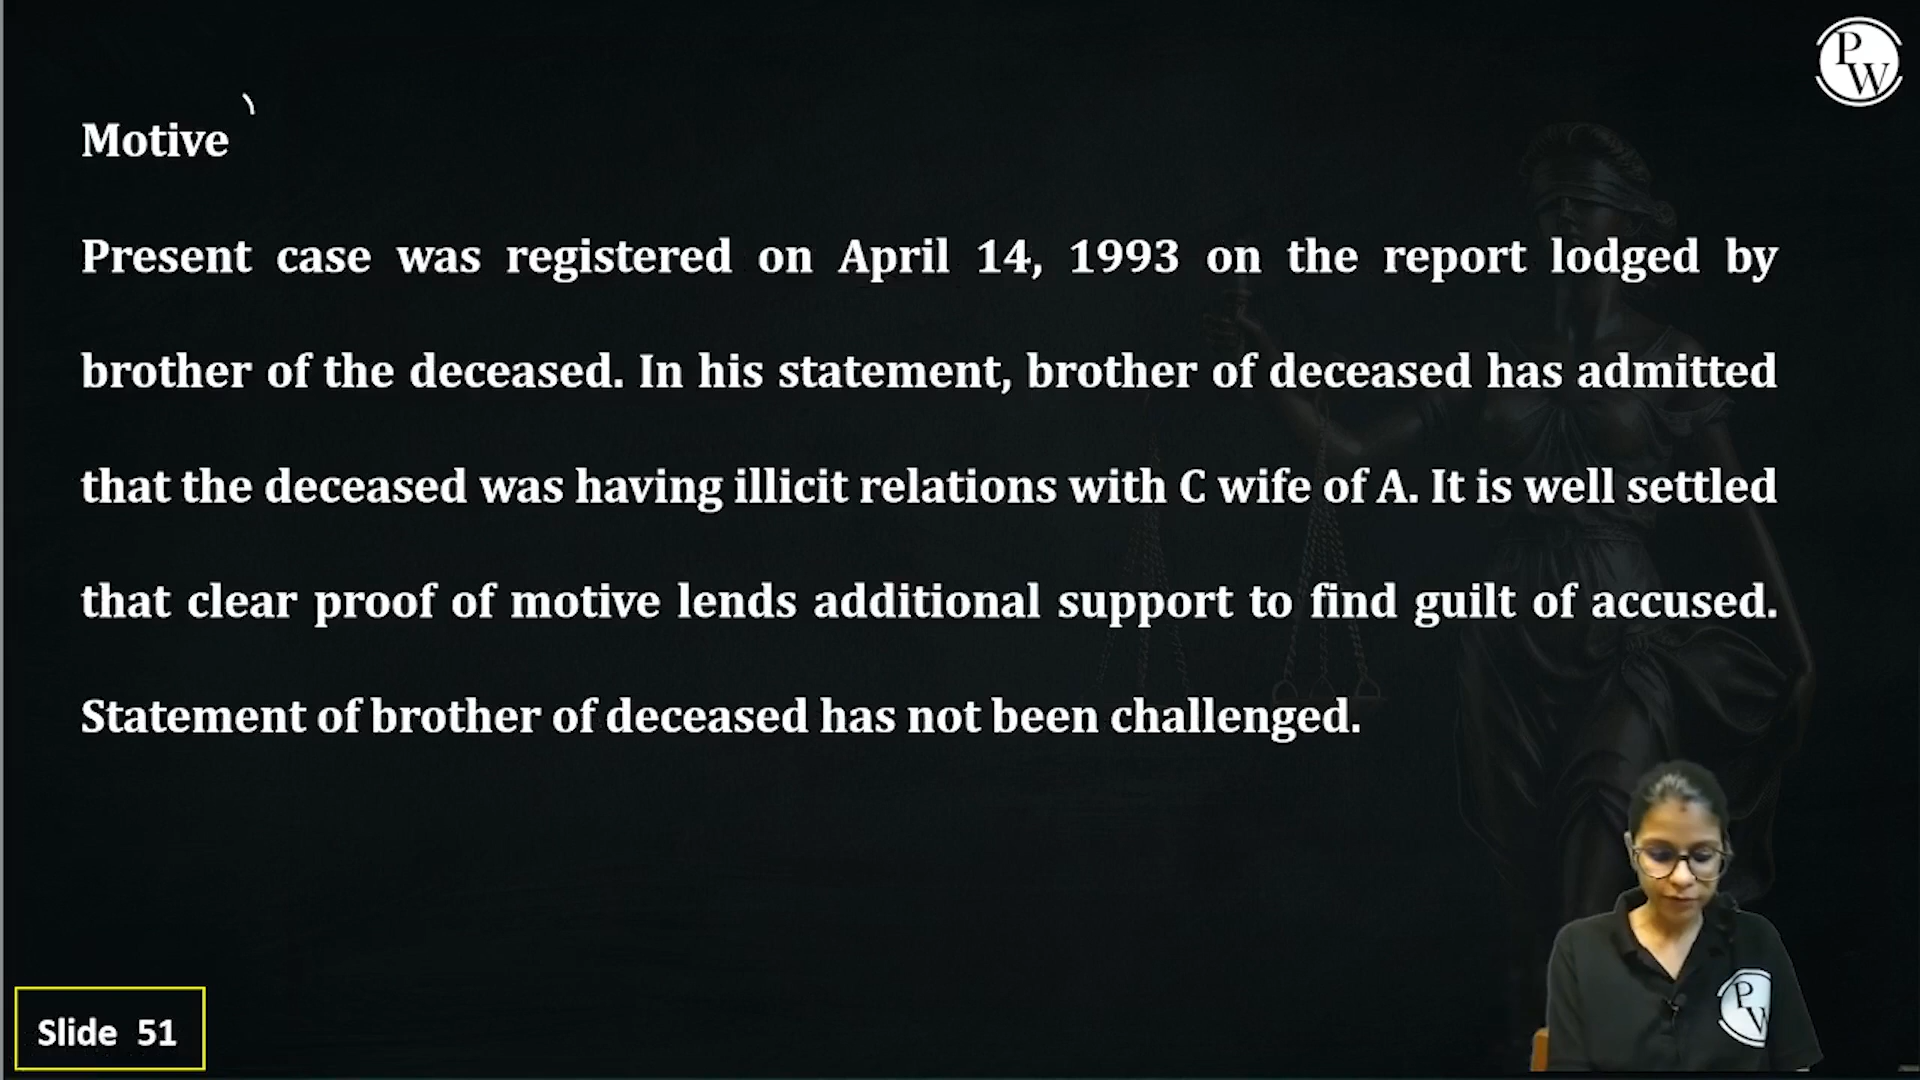 PW
Motive
Present case was registered on April 14, 1993 on the report lodged by
brother of the deceased. In his statement, brother of deceased has admitted
that the deceased was having illicit relations with C wife of A. It is well settled
that clear proof of motive lends additional support to find guilt of accused.
Statement of brother of deceased has not been challenged.
PW
Slide 51